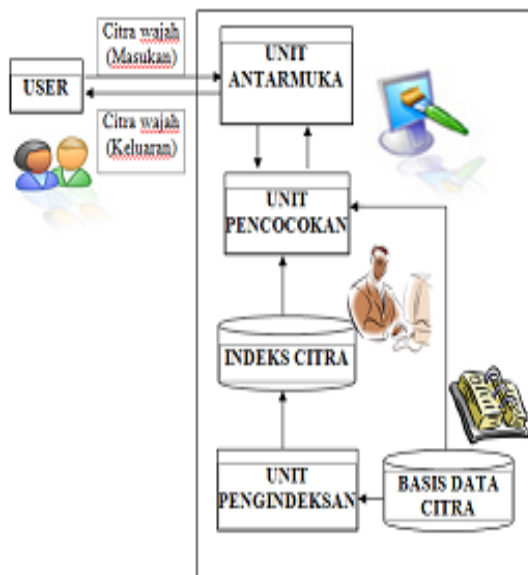 Citra wajah
(Masukan)
USER
UNIT
ANTARMUKA
Citra wajah
(Keluaran)
UNIT
PENCOCOKAN
INDEKS CITRA
UNIT
PENGINDEKSAN
BASIS DATA
CITRA